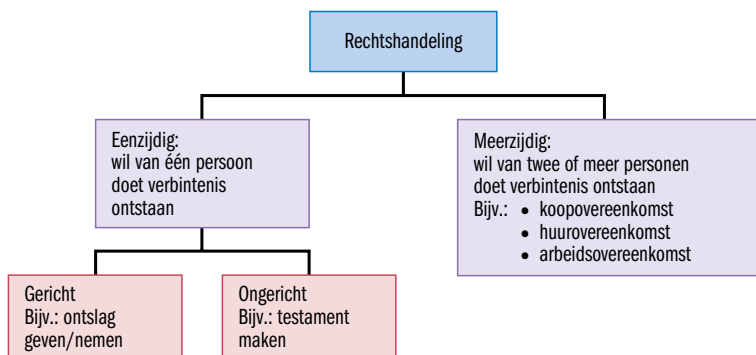 Rechtshandeling
Eenzijdig:
wil van één persoon
doet verbintenis
ontstaan
Meerzijdig:
wil van twee of meer personen
doet verbintenis ontstaan
Bijv.: • koopovereenkomst
• huurovereenkomst
• arbeidsovereenkomst
Gericht
Bijv.: ontslag
geven/nemen
Ongericht
Bijv.: testament
maken